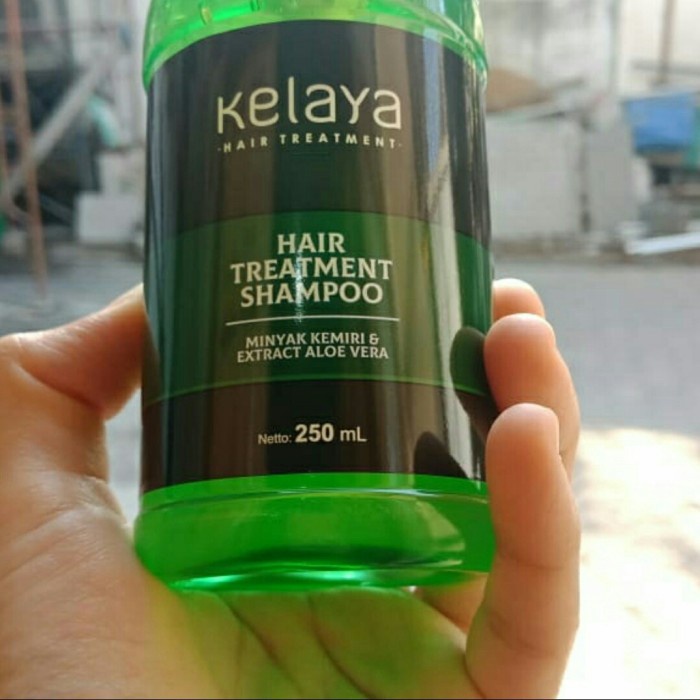 Kelaya
·HAIR TREATMENT·
HAIR
TREATMENT
SHAMPOO
MINYAK KEMIRI &
EXTRACT ALOE VERA
Netto: 250 mL